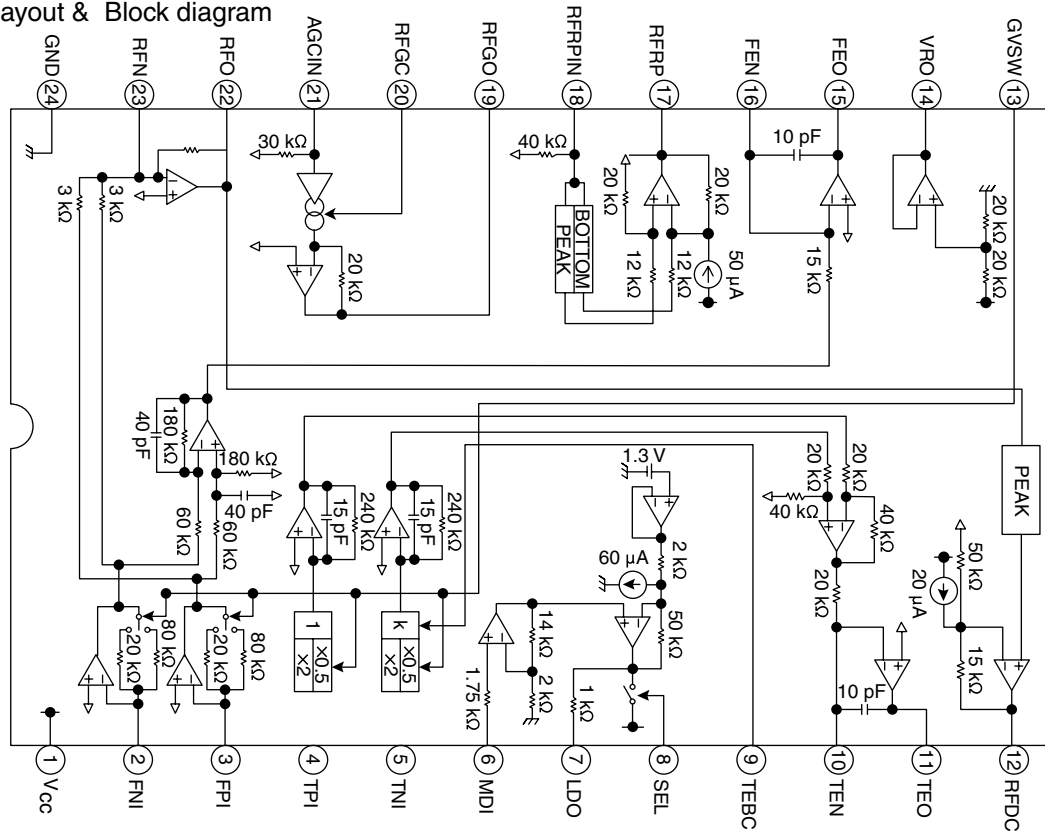 ayout & Block diagram
GND
RFN
RFO
AGCIN
RFGC
RFGO
RFRPIN
RFRP
FEN
FEO
VRO
GVSW
24
23
22
21
20
19
18
17
16
15
14
13
3 kΩ
3 kΩ
30 kΩ
20 kΩ
40 kΩ
PEAK
BOTTOM
20 kΩ
20 kΩ
12 kΩ
12 kΩ
50 µA
10 pF
15 kΩ
20 kΩ
20 kΩ
40 pF
180 kΩ
180 kΩ
40 pF
60 kΩ
60 kΩ
15 pF
240 kΩ
15 pF
240 kΩ
1.3 V
2 kΩ
60 µA
50 kΩ
20 kΩ
20 kΩ
40 kΩ
40 kΩ
20 kΩ
PEAK
50 kΩ
20 µA
15 kΩ
20 kΩ
80 kΩ
20 kΩ
80 kΩ
1
×2
×0.5
k
×2
×0.5
14 kΩ
2 kΩ
1.75 kΩ
1 kΩ
10 pF
1
2
3
4
5
6
7
8
9
10
11
12
Vcc
FNI
FPI
TPI
TNI
MDI
LDO
SEL
TEBC
TEN
TEO
RFDC